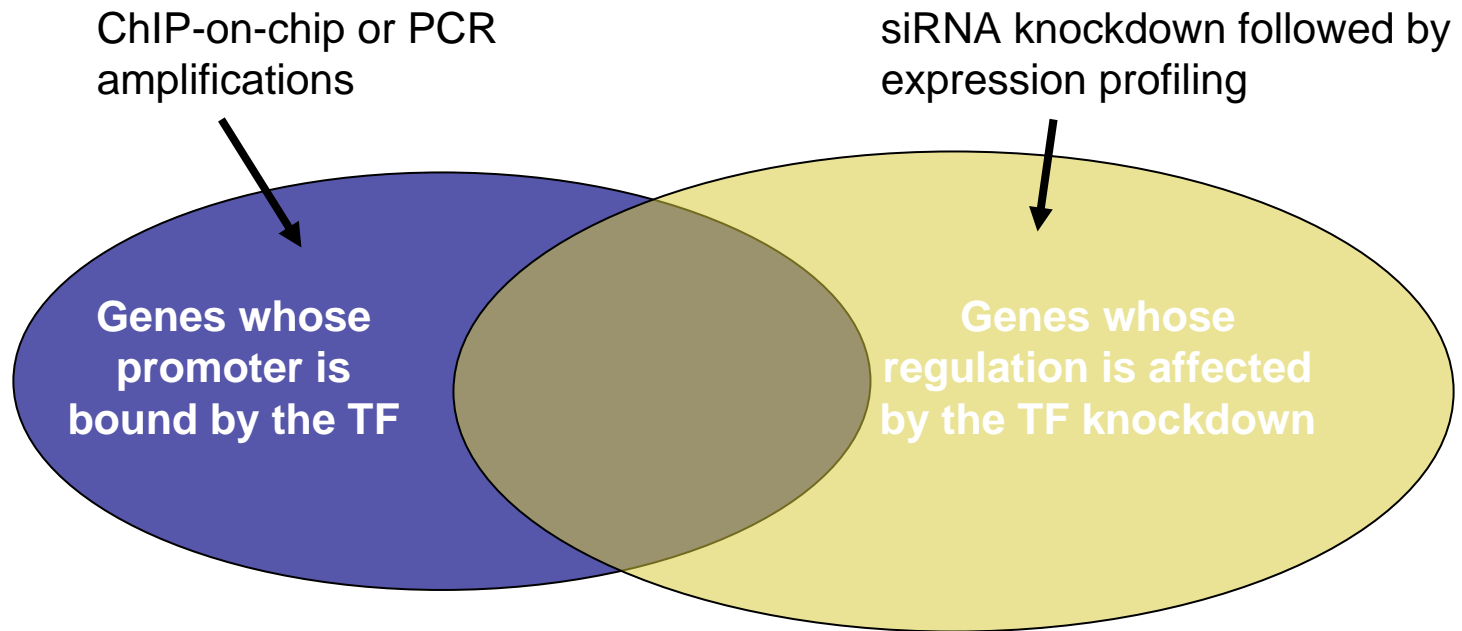 ChIP-on-chip or PCR
amplifications
siRNA knockdown followed by
expression profiling
Genes whose
promoter is
bound by the TF
Genes whose
regulation is affected
by the TF knockdown